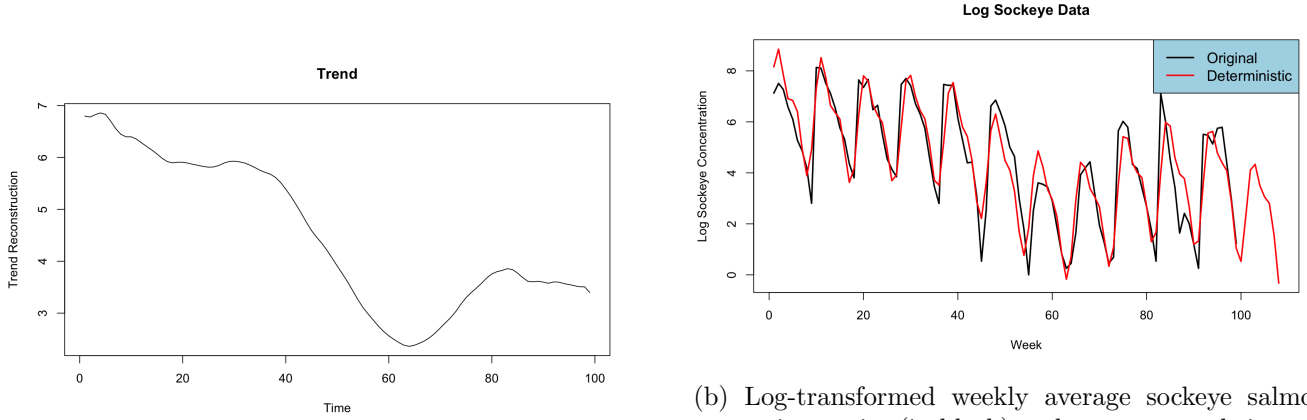 Trend
Trend Reconstruction
7
6
5
4
3
0 20 40 60 80 100
Time
Log Sockeye Data
Log Sockeye Concentration
8
6
4
2
0
Original
Deterministic
0 20 40 60 80 100
Week
(b) Log-transformed weekly average sockeye salmo